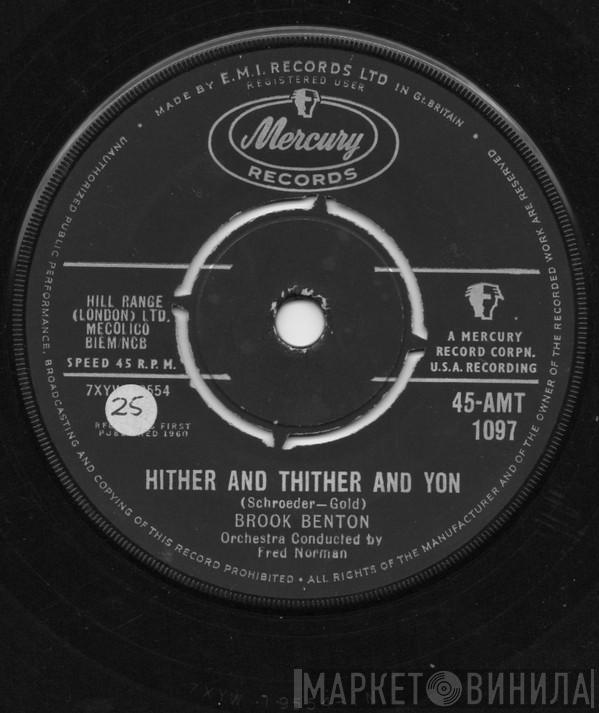 MADE BY E.M.I. RECORDS LTD IN Gt.BRITAIN
REGISTERED USER
Mercury
RECORDS
HILL RANGE
(LONDON) LTD.
MECOLICO
BIEM/NCB
SPEED 45 R.P.M.
25
FIRST
1960
A MERCURY
RECORD CORPN.
U.S.A. RECORDING
45-AMT
1097
HITHER AND THITHER AND YON
(Schroeder—Gold)
BROOK BENTON
Orchestra Conducted by
Fred Norman
UNAUTHORIZED PUBLIC PERFORMANCE, BROADCASTING AND COPYING OF THIS RECORD PROHIBITED • ALL RIGHTS OF THE MANUFACTURER AND OF THE OWNER OF THE RECORDED WORK ARE RESERVED
МАРКЕТ ВИНИЛА